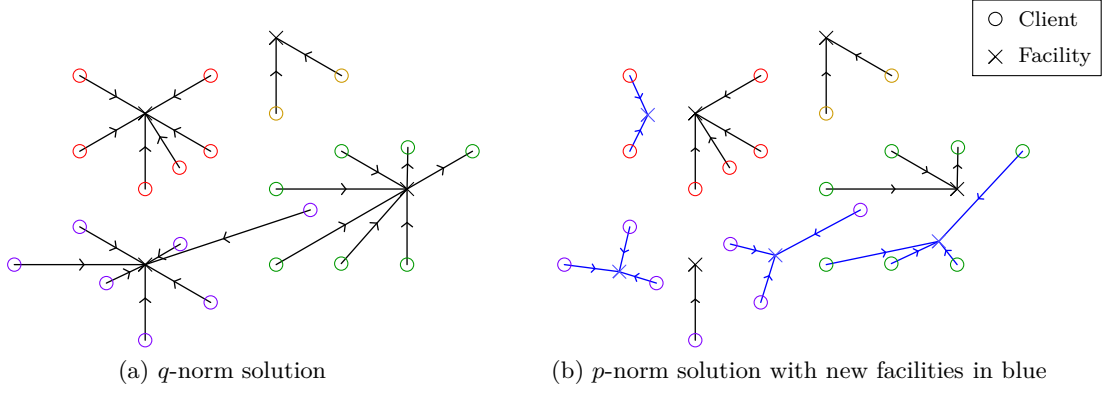 Client
Facility
(a) q-norm solution
(b) p-norm solution with new facilities in blue